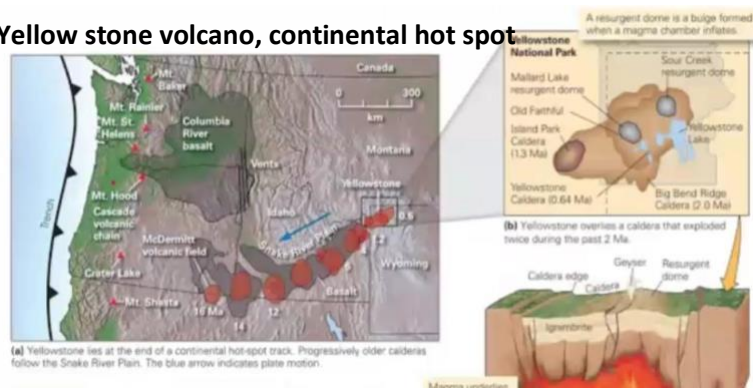 Yellow stone volcano, continental hot spot
A resurgent dome is a bulge formed
when a magma chamber inflates.
Canada
Mt.
Baker
0 300
km
Mt. Rainier
Mt. St.
Helens
Columbia
River
basalt
Montana
Vents
Yellowstone
Mt. Hood
Idaho
0.6
Cascade
volcanic
chain
Trench
McDermitt
volcanic field
Snake River Plain
Wyoming
Crater Lake
Basalt
Mt. Shasta
16 Ma
14
12
(a) Yellowstone lies at the end of a continental hot-spot track. Progressively older calderas
follow the Snake River Plain. The blue arrow indicates plate motion.
Yellowstone
National Park
Sour Creek
resurgent dome
Mallard Lake
resurgent dome
Old Faithful
Island Park
Caldera
(1.3 Ma)
Yellowstone
Lake
Yellowstone
Caldera (0.64 Ma)
Big Bend Ridge
Caldera (2.0 Ma)
(b) Yellowstone overlies a caldera that exploded
twice during the past 2 Ma.
Geyser
Resurgent
dome
Caldera edge
Caldera
Ignimbrite
Magma underlies